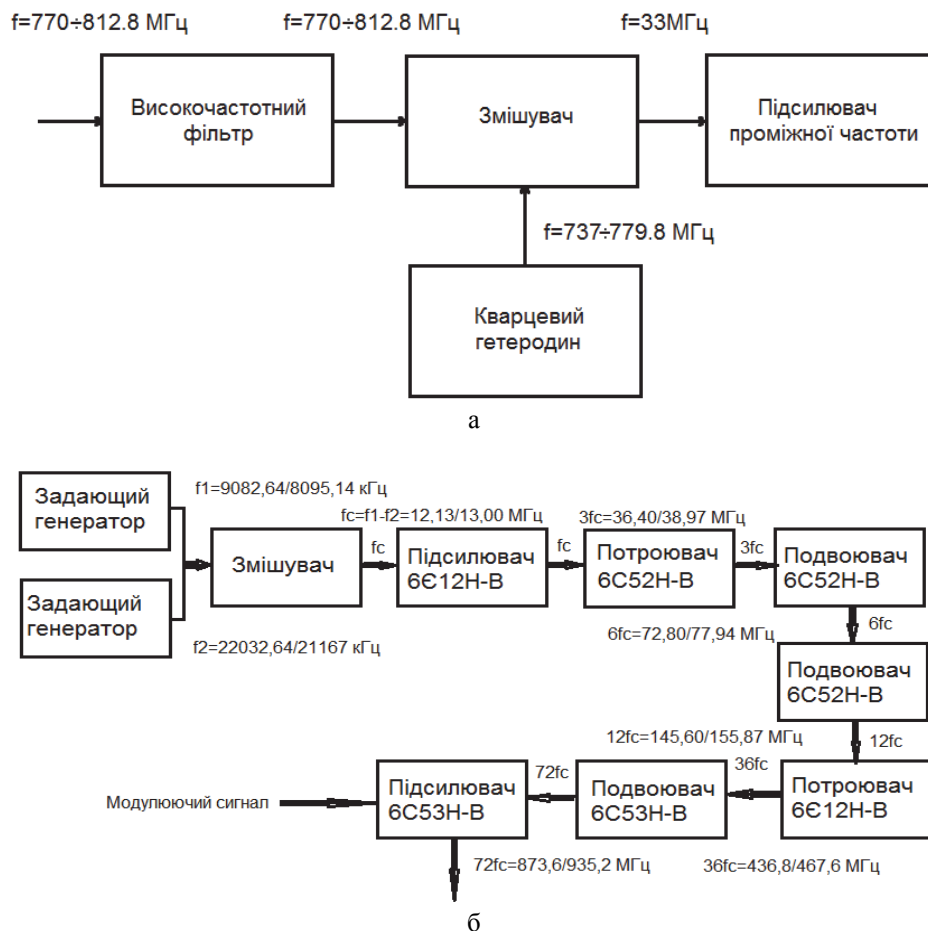 f=770÷812.8 МГц
f=770÷812.8 МГц
f=33МГц
Високочастотний
фільтр
Змішувач
Підсилювач
проміжної частоти
f=737÷779.8 МГц
Кварцевий
гетеродин
а
Задающий
генератор
f1=9082,64/8095,14 кГц
fc=f1-f2=12,13/13,00 МГц
3fc=36,40/38,97 МГц
Змішувач
fc
Підсилювач
6Є12Н-В
fc
Потроювач
6С52Н-В
3fc
Подвоювач
6С52Н-В
Задающий
генератор
f2=22032,64/21167 кГц
6fc=72,80/77,94 МГц
6fc
Подвоювач
6С52Н-В
12fc=145,60/155,87 МГц
12fc
Модулюючий сигнал
Підсилювач
6С53Н-В
72fc
Подвоювач
6С53Н-В
36fc
Потроювач
6Є12Н-В
72fc=873,6/935,2 МГц
36fc=436,8/467,6 МГц
б